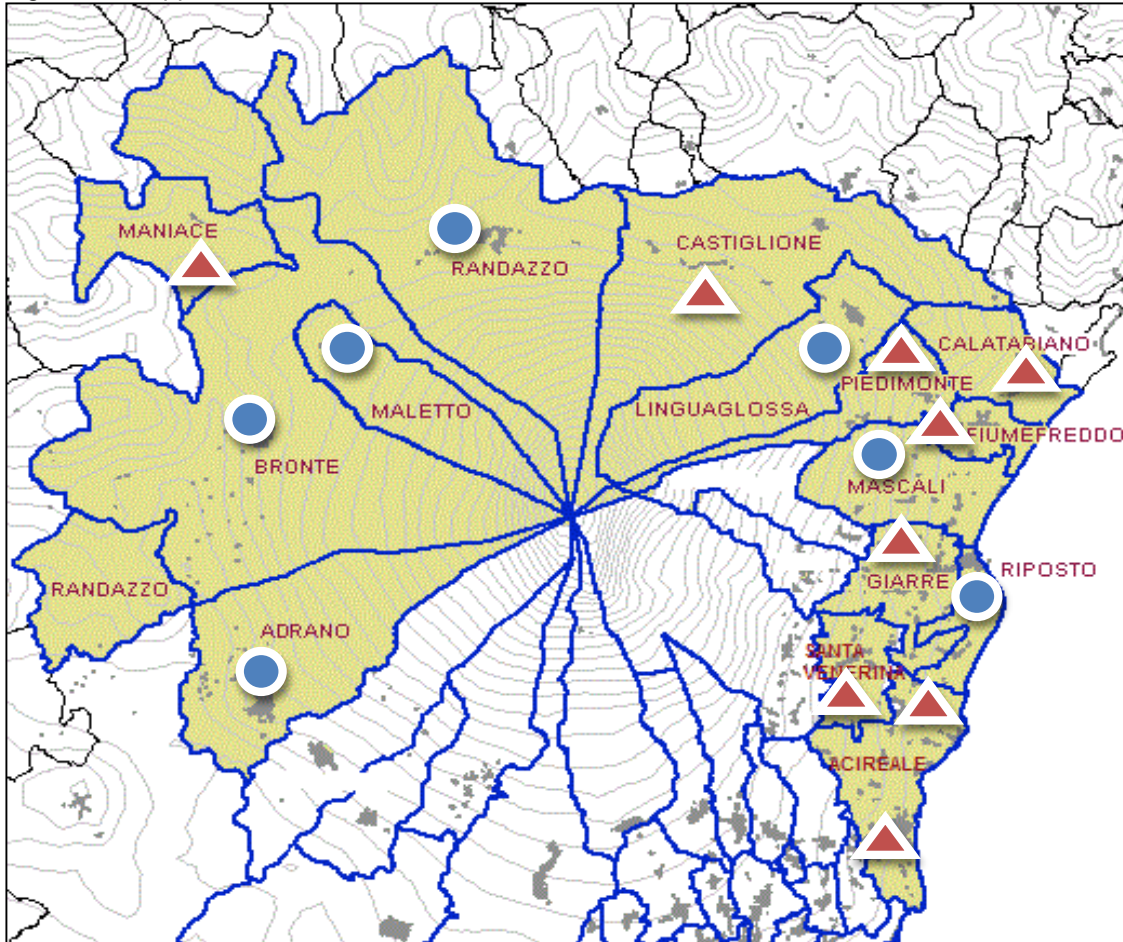 MANIACE
CASTIGLIONE
RANDAZZO
CALATABIANO
PIEDIMONTE
MALETTO
LINGUAGLOSSA
FIUMEFREDDO
BRONTE
MASCALI
RIPOSTO
GIARRE
RANDAZZO
ADRANO
SANTA
VENERINA
ACIREALE